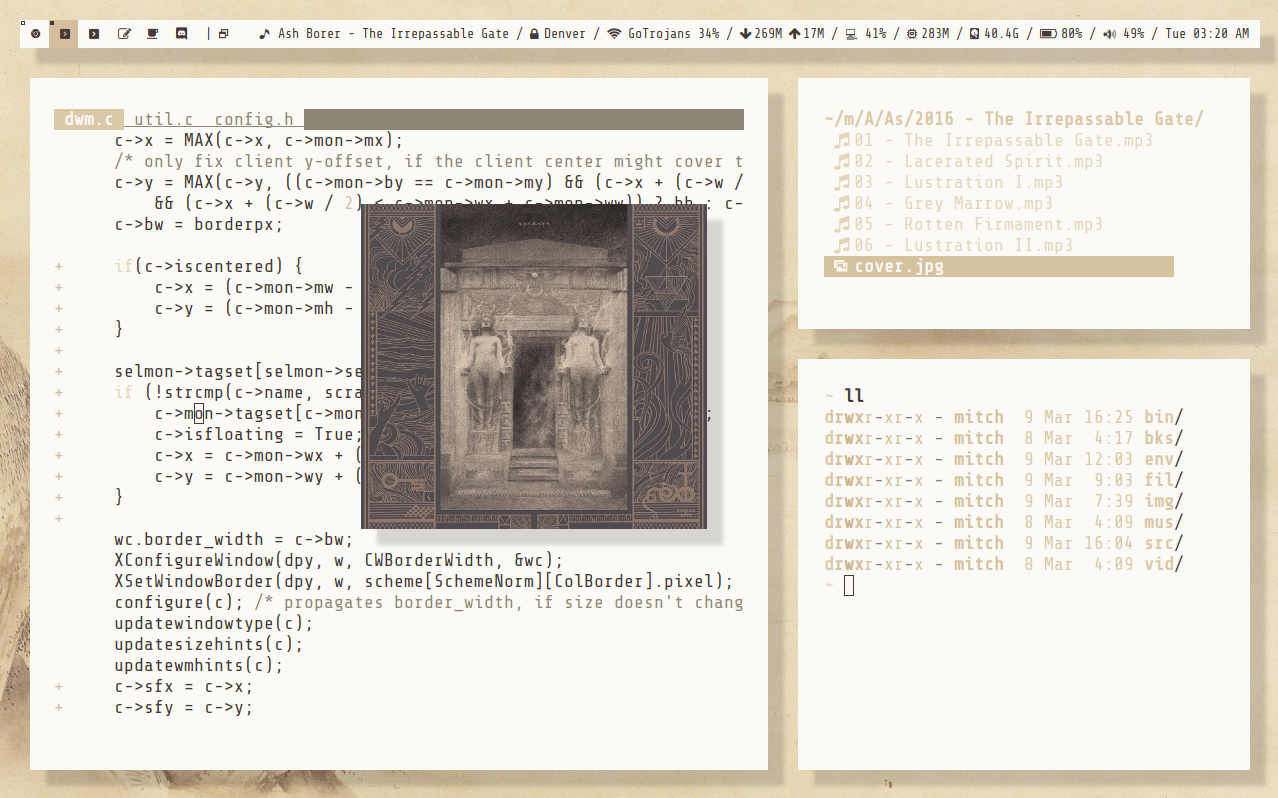 | Ash Borer - The Irrepassable Gate / Denver / GoTrojans 34% / 269M 17M / 41% / 283M / 40.4G / 80% / 49% / Tue 03:20 AM
dwm.c util.c config.h
c->x = MAX(c->x, c->mon->mx);
/* only fix client y-offset, if the client center might cover t
c->y = MAX(c->y, ((c->mon->by == c->mon->my) && (c->x + (c->w /
&& (c->x + (c->w / 2) < c->mon->wx + c->mon->ww)) ? bh : c-
c->bw = borderpx;
+ if(c->iscentered) {
+ c->x = (c->mon->mw -
+ c->y = (c->mon->mh -
+ }
+
+ selmon->tagset[selmon->se
+ if (!strcmp(c->name, scra
+ c->mon->tagset[c->mon ;
+ c->isfloating = True;
+ c->x = c->mon->wx + (
+ c->y = c->mon->wy + (
+ }
+
wc.border_width = c->bw;
XConfigureWindow(dpy, w, CWBorderWidth, &wc);
XSetWindowBorder(dpy, w, scheme[SchemeNorm][ColBorder].pixel);
configure(c); /* propagates border_width, if size doesn't chang
updatewindowtype(c);
updatesizehints(c);
updatewmhints(c);
+ c->sfx = c->x;
+ c->sfy = c->y;
~/m/A/As/2016 - The Irrepassable Gate/
01 - The Irrepassable Gate.mp3
02 - Lacerated Spirit.mp3
03 - Lustration I.mp3
04 - Grey Marrow.mp3
05 - Rotten Firmament.mp3
06 - Lustration II.mp3
cover.jpg
~ ll
drwxr-xr-x - mitch 9 Mar 16:25 bin/
drwxr-xr-x - mitch 8 Mar 4:17 bks/
drwxr-xr-x - mitch 9 Mar 12:03 env/
drwxr-xr-x - mitch 9 Mar 9:03 fil/
drwxr-xr-x - mitch 9 Mar 7:39 img/
drwxr-xr-x - mitch 8 Mar 4:09 mus/
drwxr-xr-x - mitch 9 Mar 16:04 src/
drwxr-xr-x - mitch 8 Mar 4:09 vid/
~